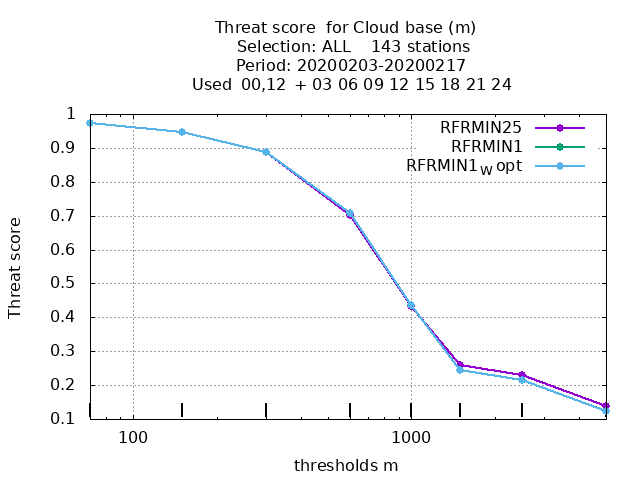 Threat score  for Cloud base (m)
Selection: ALL    143 stations
Period: 20200203-20200217
Used  00,12  + 03 06 09 12 15 18 21 24
RFRMIN25
RFRMIN1
RFRMIN1W opt
1
0.9
0.8
0.7
0.6
0.5
0.4
0.3
0.2
0.1
Threat score
100 1000
thresholds m